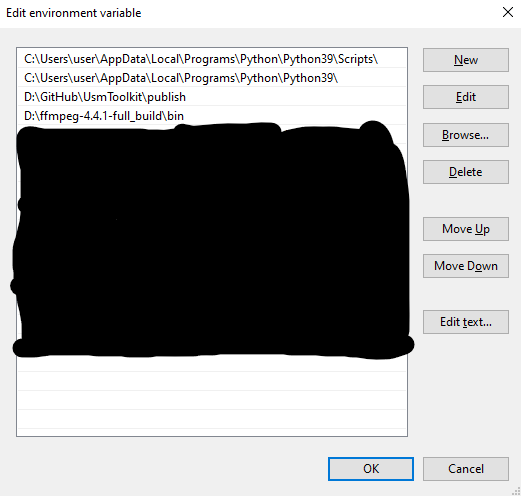 Edit environment variable
C:\Users\user\AppData\Local\Programs\Python\Python39\Scripts\
C:\Users\user\AppData\Local\Programs\Python\Python39\
D:\GitHub\UsmToolkit\publish
D:\ffmpeg-4.4.1-full_build\bin
New
Edit
Browse...
Delete
Move Up
Move Down
Edit text...
OK
Cancel